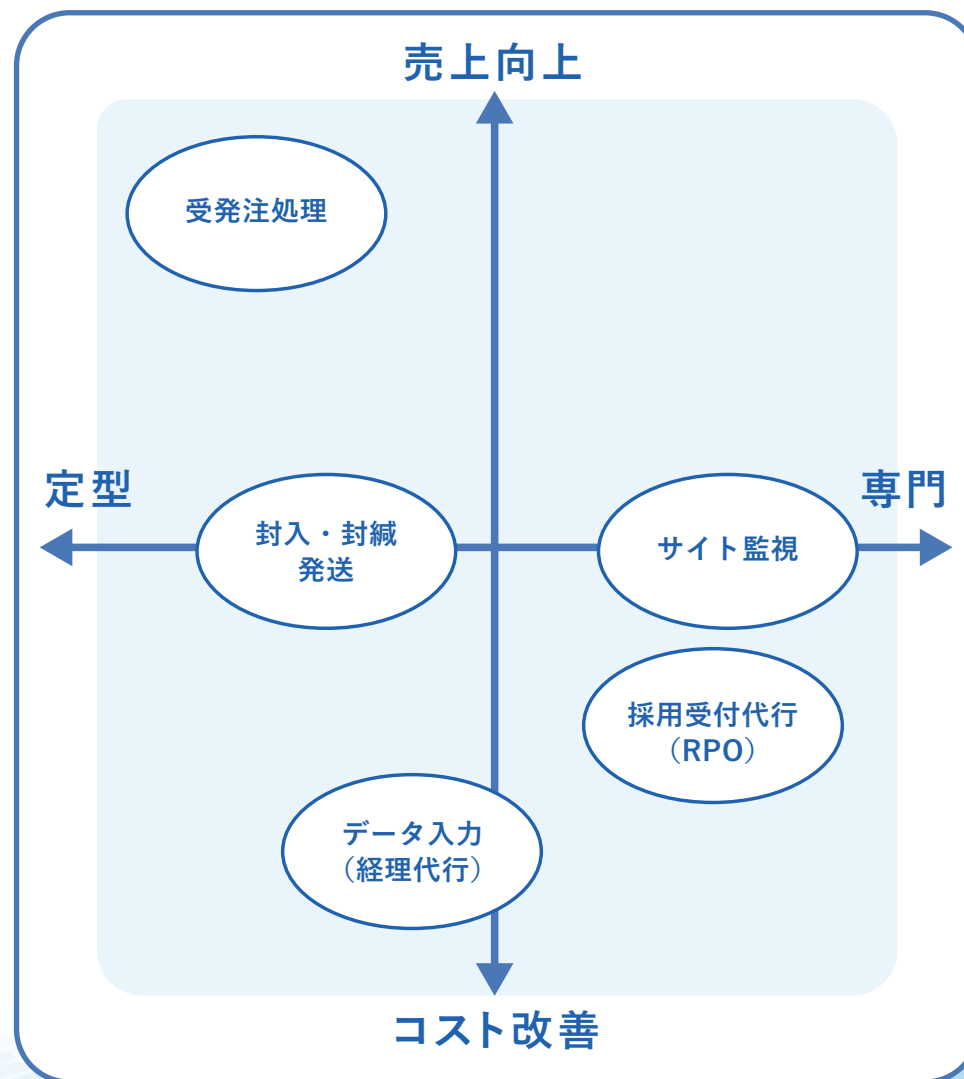 売上向上
受発注処理
定型
専門
封入・封緘
発送
サイト監視
採用受付代行
（RPO）
データ入力
（経理代行）
コスト改善